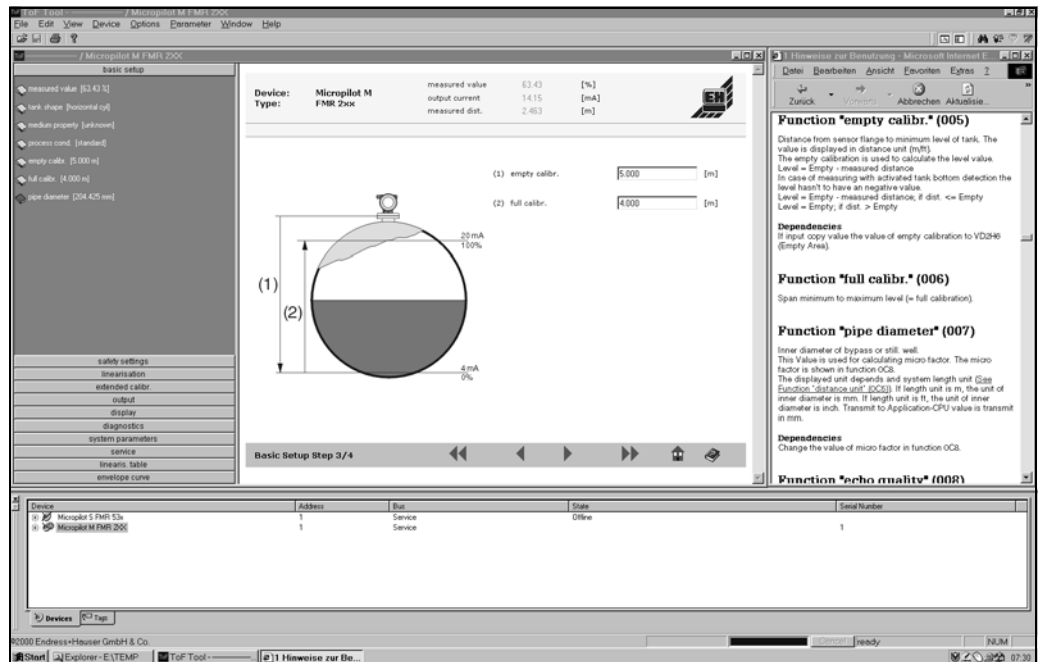 ToF Tool - ———— / Micropilot M FMR 2XX
File Edit View Device Options Parameter Window Help
———— / Micropilot M FMR 2XX
basic setup
measured value [63.43 %]
tank shape [horizontal cyl]
medium property [unknown]
process cond. [standard]
empty calibr. [5.000 m]
full calibr. [4.000 m]
pipe diameter [204.425 mm]
safety settings
linearisation
extended calibr.
output
display
diagnostics
system parameters
service
linearis. table
envelope curve
Device: Micropilot M
Type: FMR 2xx
measured value 63.43 [%]
output current 14.15 [mA]
measured dist. 2.463 [m]
EH
(1) empty calibr. 5.000 [m]
(2) full calibr. 4.000 [m]
20 mA
100%
(1)
(2)
4 mA
0%
Basic Setup Step 3/4
1 Hinweise zur Benutzung - Microsoft Internet E...
Datei Bearbeiten Ansicht Favoriten Extras ?
Zurück Vorwärts Abbrechen Aktualisie...
Function "empty calibr." (005)
Distance from sensor flange to minimum level of tank. The
value is displayed in distance unit (m/ft).
The empty calibration is used to calculate the level value.
Level = Empty - measured distance
In case of measuring with activated tank bottom detection the
level hasn't to have an negative value.
Level = Empty - measured distance; if dist. <= Empty
Level = Empty; if dist. > Empty
Dependencies
If input copy value the value of empty calibration to VD2H6
(Empty Area).
Function "full calibr." (006)
Span minimum to maximum level (= full calibration).
Function "pipe diameter" (007)
Inner diameter of bypass or still. well.
This Value is used for calculating micro factor. The micro
factor is shown in function 0C8.
The displayed unit depends and system length unit (See
Function "distance unit" (0C5)). If length unit is m, the unit of
inner diameter is mm. If length unit is ft, the unit of inner
diameter is inch. Transmit to Application-CPU value is transmit
in mm.
Dependencies
Change the value of micro factor in function 0C8.
Function "echo quality" (008)
Device Address Bus State Serial Number
Micropilot S FMR 53x 1 Service Offline
Micropilot M FMR 2XX 1 Service 1
Devices Tags
©2000 Endress+Hauser GmbH & Co.
Cancel ready NUM
Start Explorer - E:\TEMP ToF Tool - ———— ... 1 Hinweise zur Be... 07:30